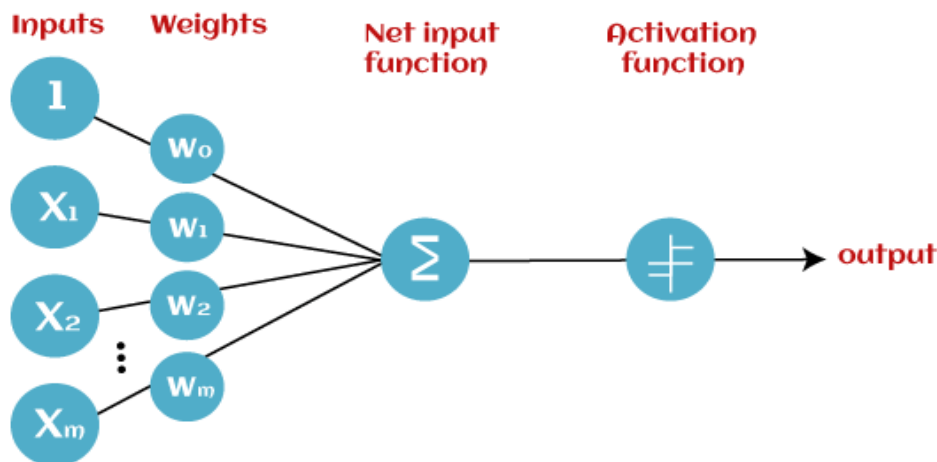 Inputs
Weights
Net input
function
Activation
function
1
w₀
X₁
w₁
X₂
w₂
Xₘ
wₘ
Σ
output